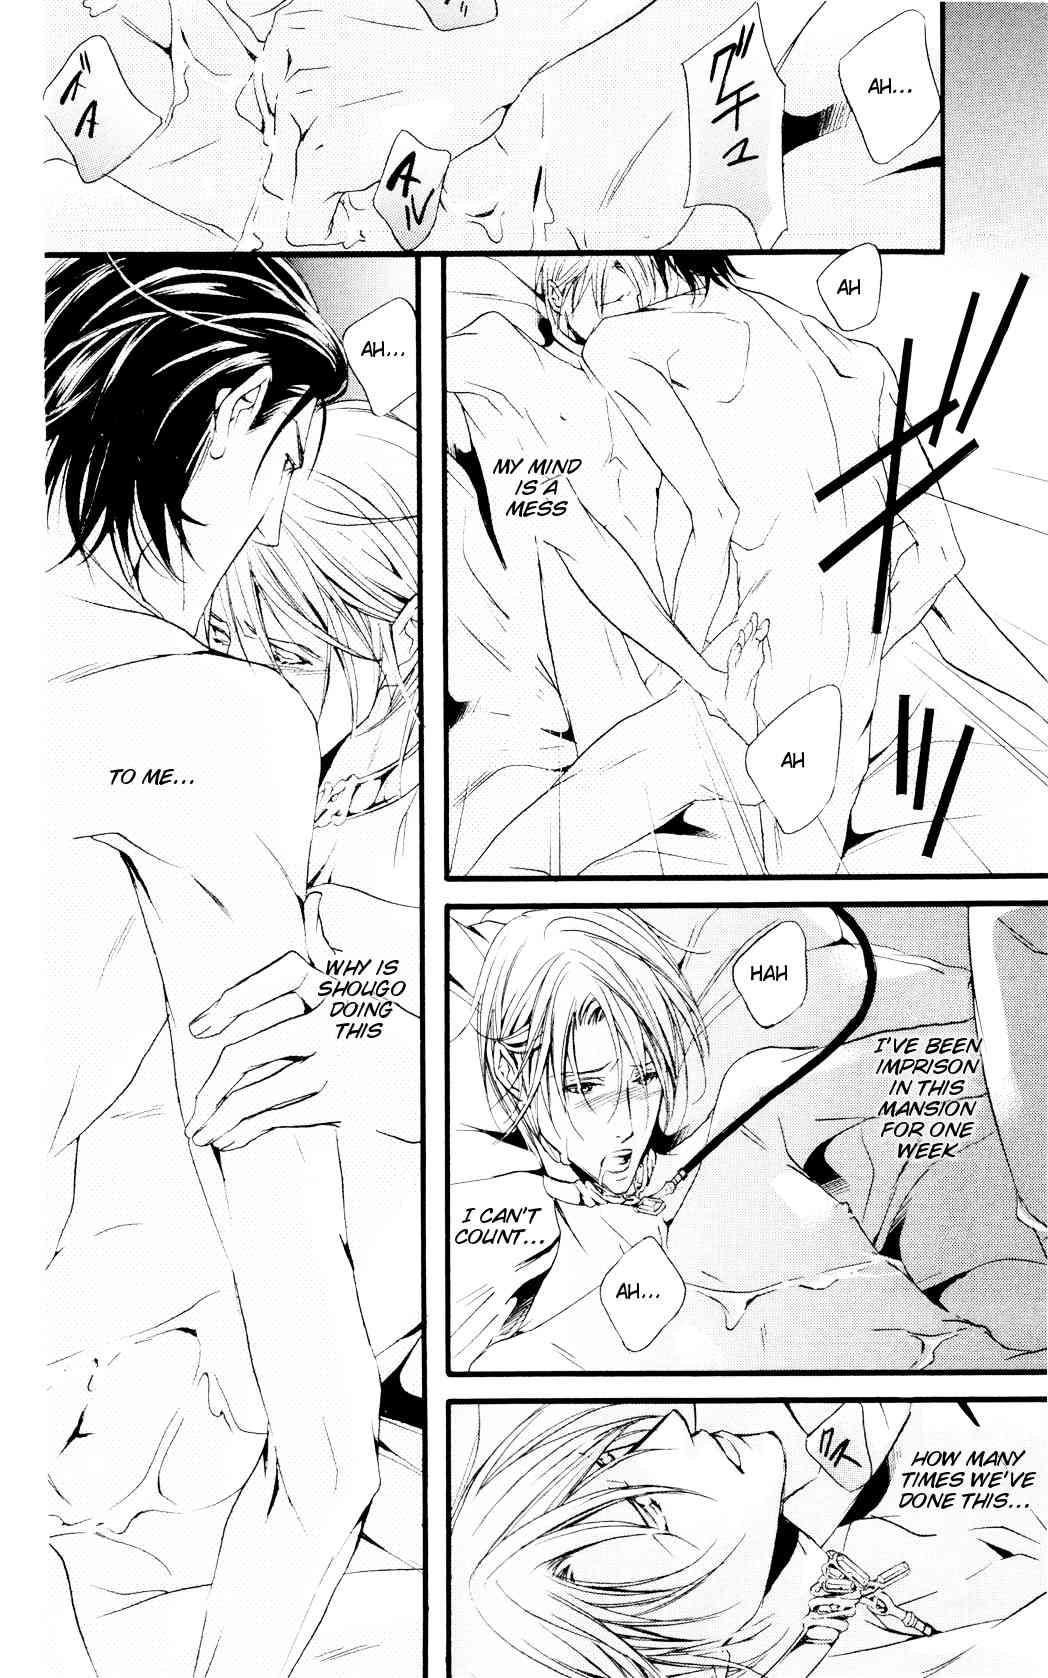 AH...
グチュ
AH
MY MIND
IS A
MESS
AH
AH...
TO ME...
WHY IS
SHOUGO
DOING
THIS
HAH
I'VE BEEN
IMPRISON
IN THIS
MANSION
FOR ONE
WEEK
I CAN'T
COUNT...
AH...
HOW MANY
TIMES WE'VE
DONE THIS...